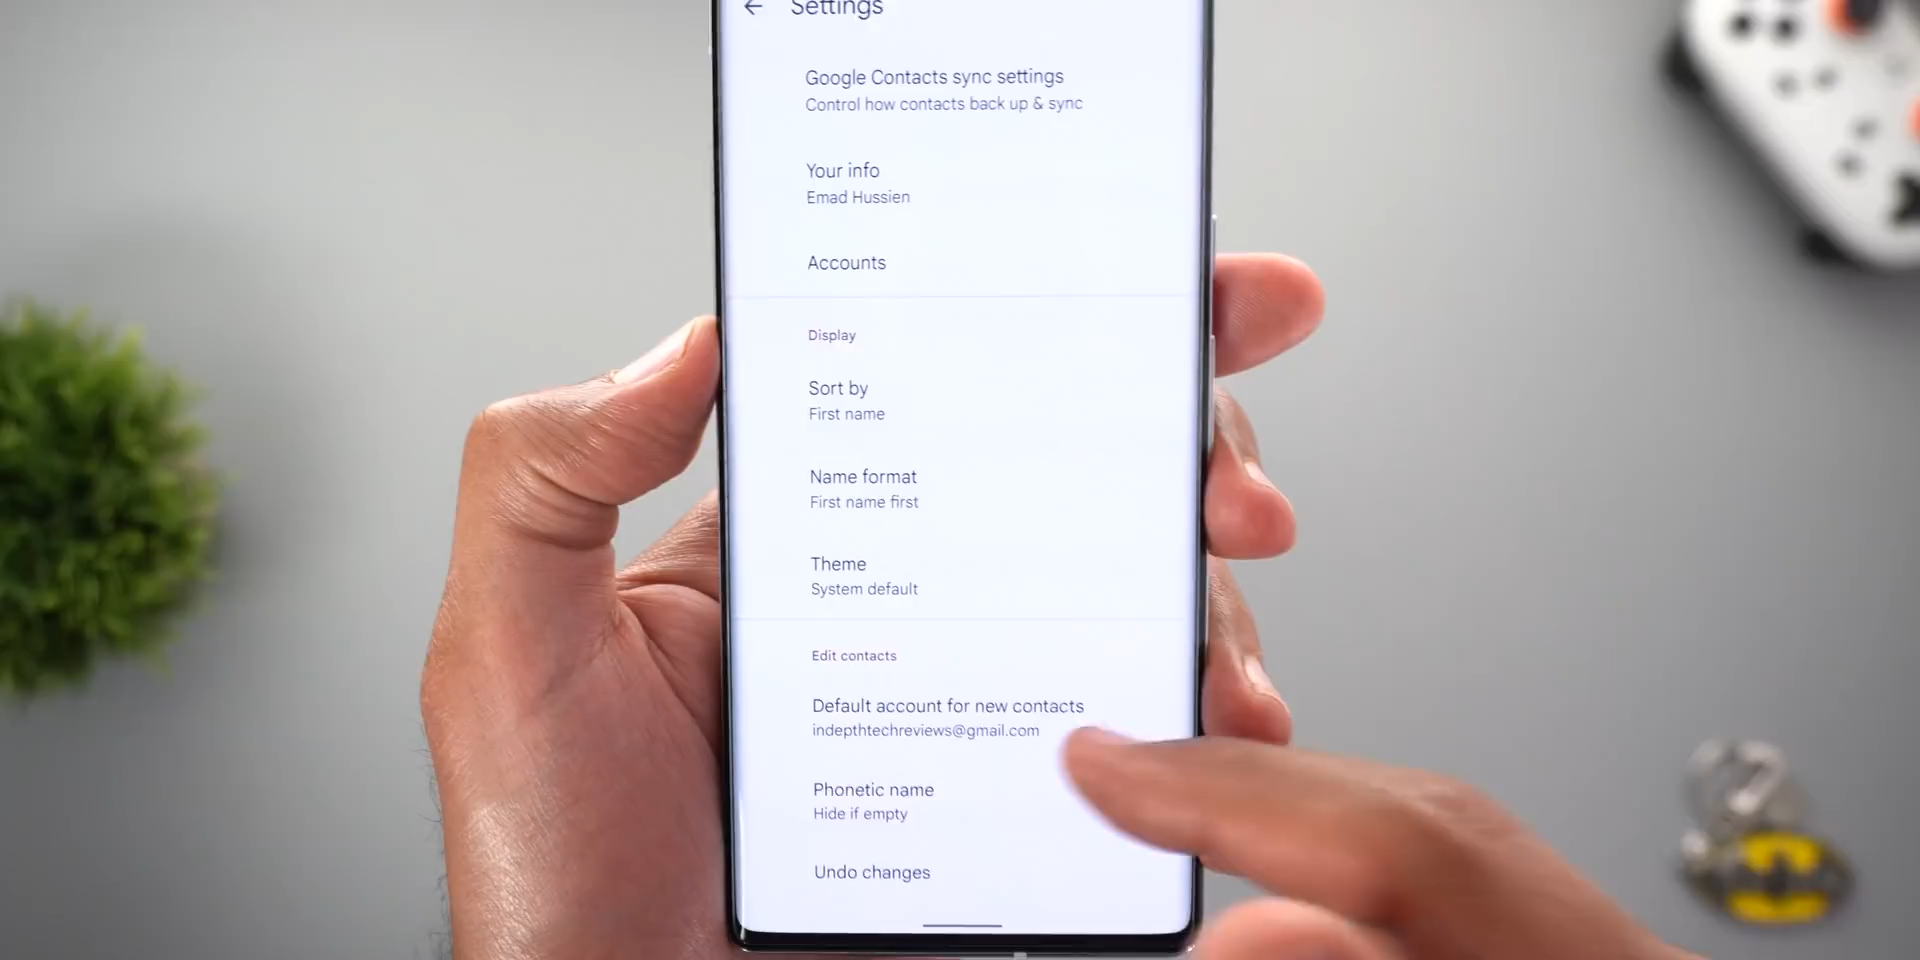 Settings
Google Contacts sync settings
Control how contacts back up & sync
Your info
Emad Hussien
Accounts
Display
Sort by
First name
Name format
First name first
Theme
System default
Edit contacts
Default account for new contacts
indepthtechreviews@gmail.com
Phonetic name
Hide if empty
Undo changes